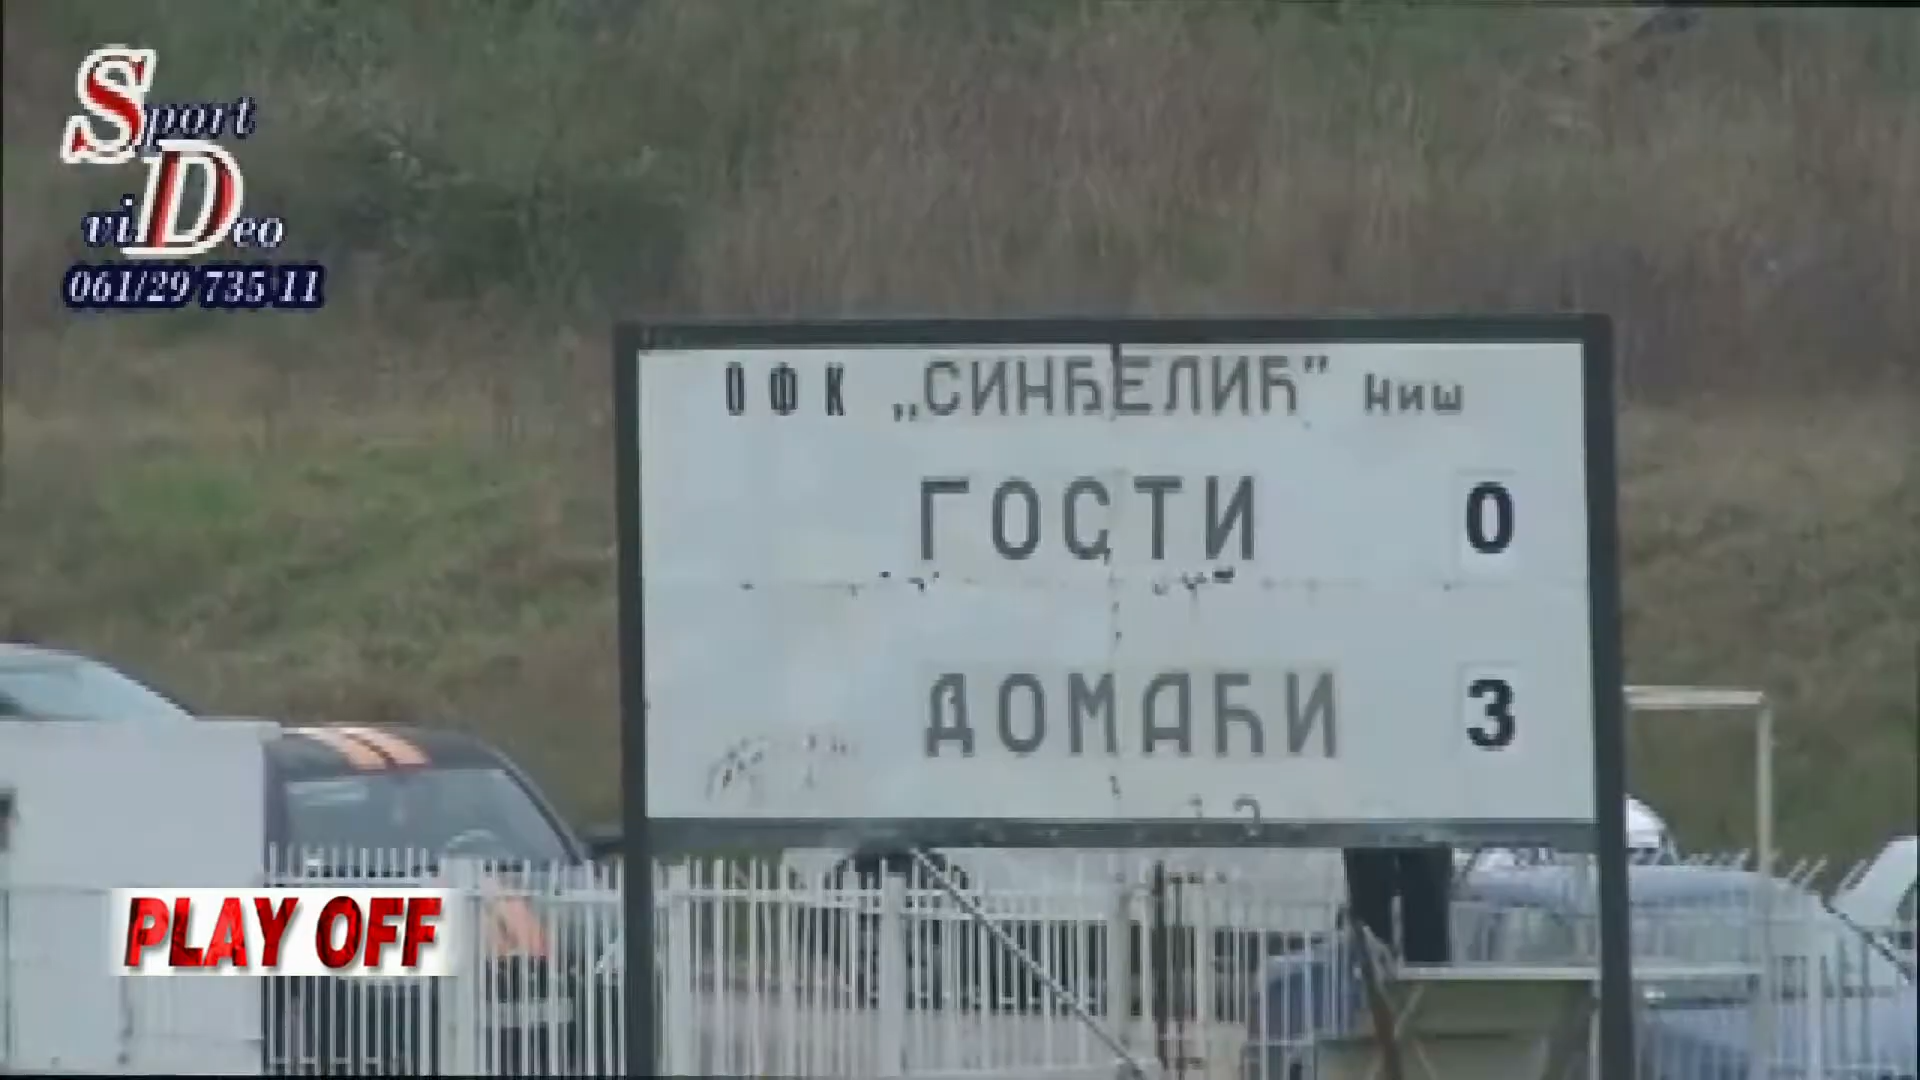 Sport
viDeo
061/29 735 11
ОФК „СИНЂЕЛИЋ” Ниш
ГОСТИ 0
ДОМАЋИ 3
PLAY OFF